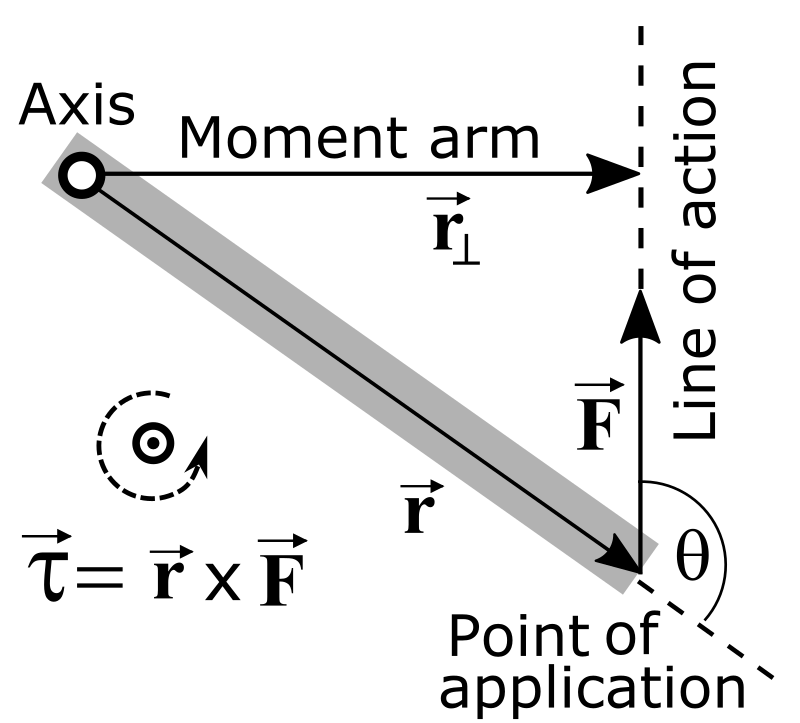 Axis
Moment arm
r⃗⊥
Line of action
F⃗
r⃗
θ
τ⃗ = r⃗ x F⃗
Point of
application